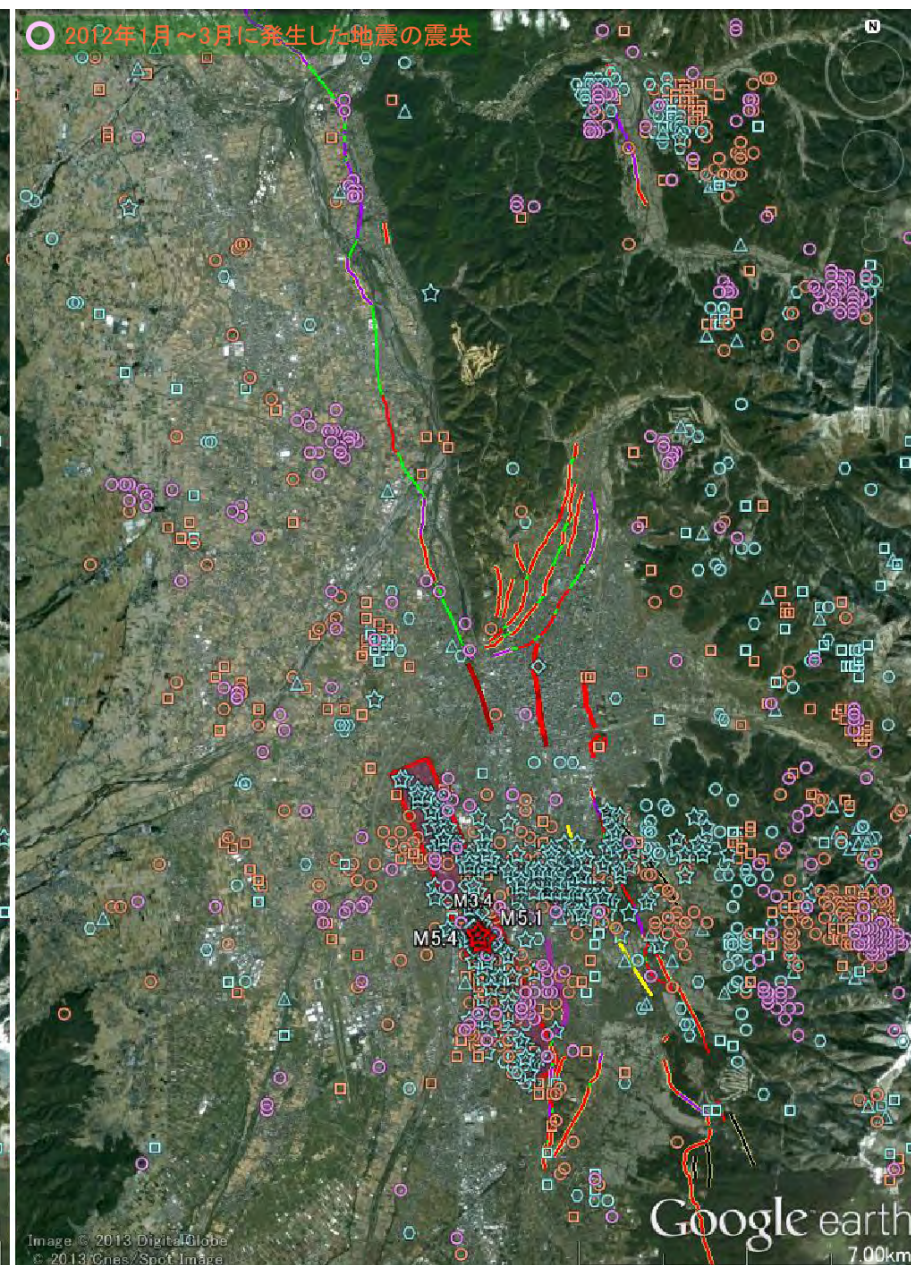 2012年1月～3月に発生した地震の震央
N
M3.4
M5.1
M5.4
Google earth
Image © 2013 DigitalGlobe
© 2013 Cnes/Spot Image
7.00km